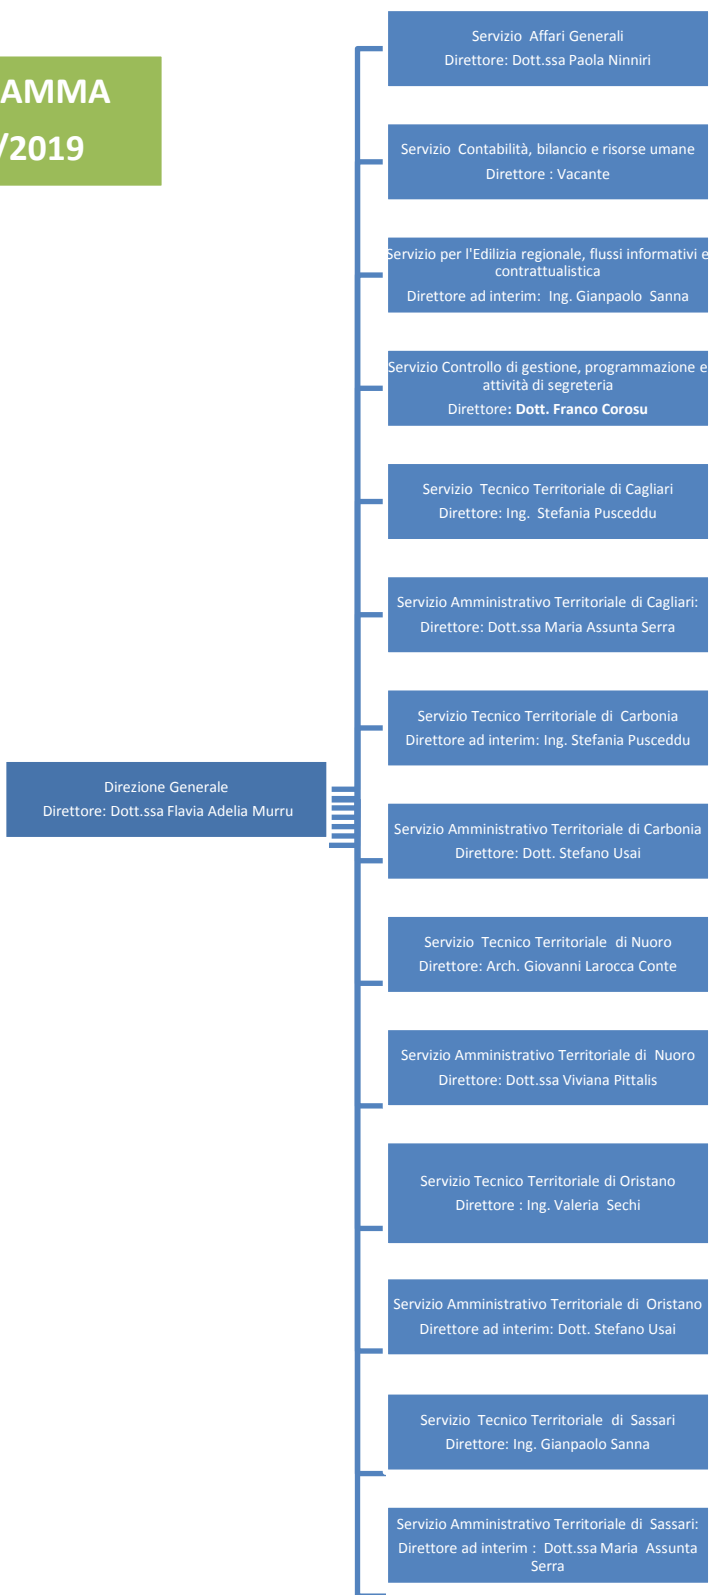 AMMA
/2019
Servizio Affari Generali
Direttore: Dott.ssa Paola Ninniri
Servizio Contabilità, bilancio e risorse umane
Direttore : Vacante
Servizio per l'Edilizia regionale, flussi informativi e
contrattualistica
Direttore ad interim: Ing. Gianpaolo Sanna
Servizio Controllo di gestione, programmazione e
attività di segreteria
Direttore: Dott. Franco Corosu
Servizio Tecnico Territoriale di Cagliari
Direttore: Ing. Stefania Pusceddu
Servizio Amministrativo Territoriale di Cagliari:
Direttore: Dott.ssa Maria Assunta Serra
Servizio Tecnico Territoriale di Carbonia
Direttore ad interim: Ing. Stefania Pusceddu
Direzione Generale
Direttore: Dott.ssa Flavia Adelia Murru
Servizio Amministrativo Territoriale di Carbonia
Direttore: Dott. Stefano Usai
Servizio Tecnico Territoriale di Nuoro
Direttore: Arch. Giovanni Larocca Conte
Servizio Amministrativo Territoriale di Nuoro
Direttore: Dott.ssa Viviana Pittalis
Servizio Tecnico Territoriale di Oristano
Direttore : Ing. Valeria Sechi
Servizio Amministrativo Territoriale di Oristano
Direttore ad interim: Dott. Stefano Usai
Servizio Tecnico Territoriale di Sassari
Direttore: Ing. Gianpaolo Sanna
Servizio Amministrativo Territoriale di Sassari:
Direttore ad interim : Dott.ssa Maria Assunta
Serra